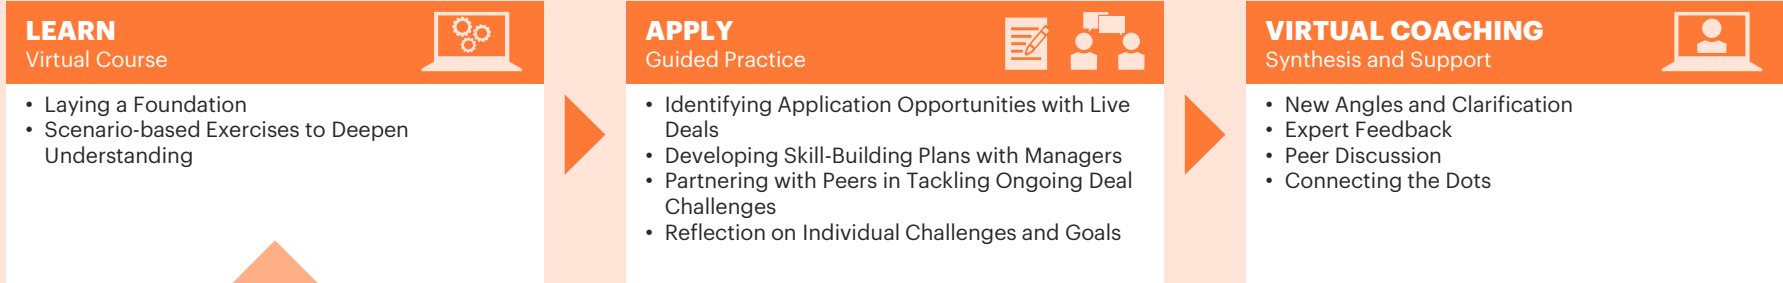 LEARN
Virtual Course
• Laying a Foundation
• Scenario-based Exercises to Deepen
Understanding
APPLY
Guided Practice
• Identifying Application Opportunities with Live
Deals
• Developing Skill-Building Plans with Managers
• Partnering with Peers in Tackling Ongoing Deal
Challenges
• Reflection on Individual Challenges and Goals
VIRTUAL COACHING
Synthesis and Support
• New Angles and Clarification
• Expert Feedback
• Peer Discussion
• Connecting the Dots